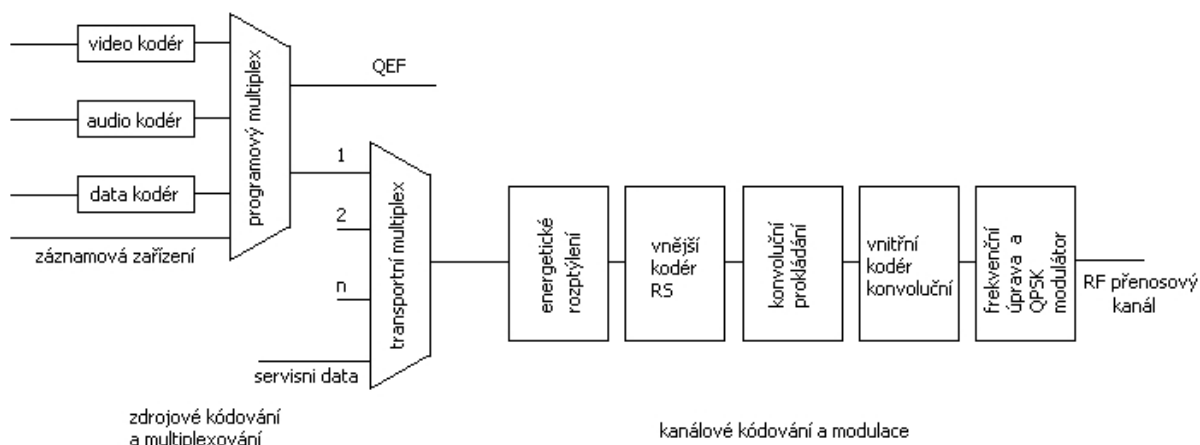 video kodér
audio kodér
data kodér
záznamová zařízení
programový multiplex
QEF
1
2
n
servisni data
transportní multiplex
energetické
rozptýlení
vnější
kodér
RS
konvoluční
prokládání
vnitřní
kodér
konvoluční
frekvenční
úprava a
QPSK
modulátor
RF přenosový
kanál
zdrojové kódování
a multiplexování
kanálové kódování a modulace